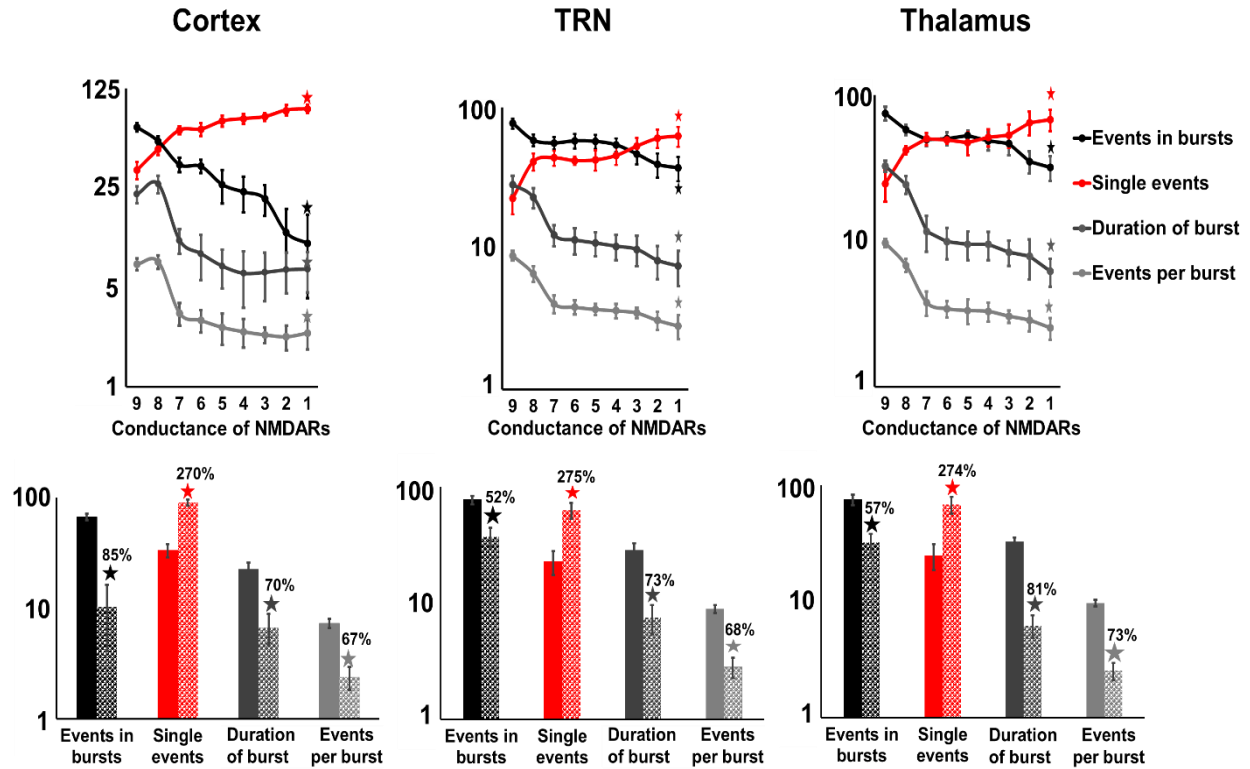 Cortex
TRN
Thalamus
125
25
5
1
9 8 7 6 5 4 3 2 1
Conductance of NMDARs
100
10
1
9 8 7 6 5 4 3 2 1
Conductance of NMDARs
100
10
1
9 8 7 6 5 4 3 2 1
Conductance of NMDARs
Events in bursts
Single events
Duration of burst
Events per burst
100
10
1
85%
270%
70%
67%
Events in
bursts
Single
events
Duration
of burst
Events
per burst
100
10
1
52%
275%
73%
68%
Events in
bursts
Single
events
Duration
of burst
Events
per burst
100
10
1
57%
274%
81%
73%
Events in
bursts
Single
events
Duration
of burst
Events
per burst